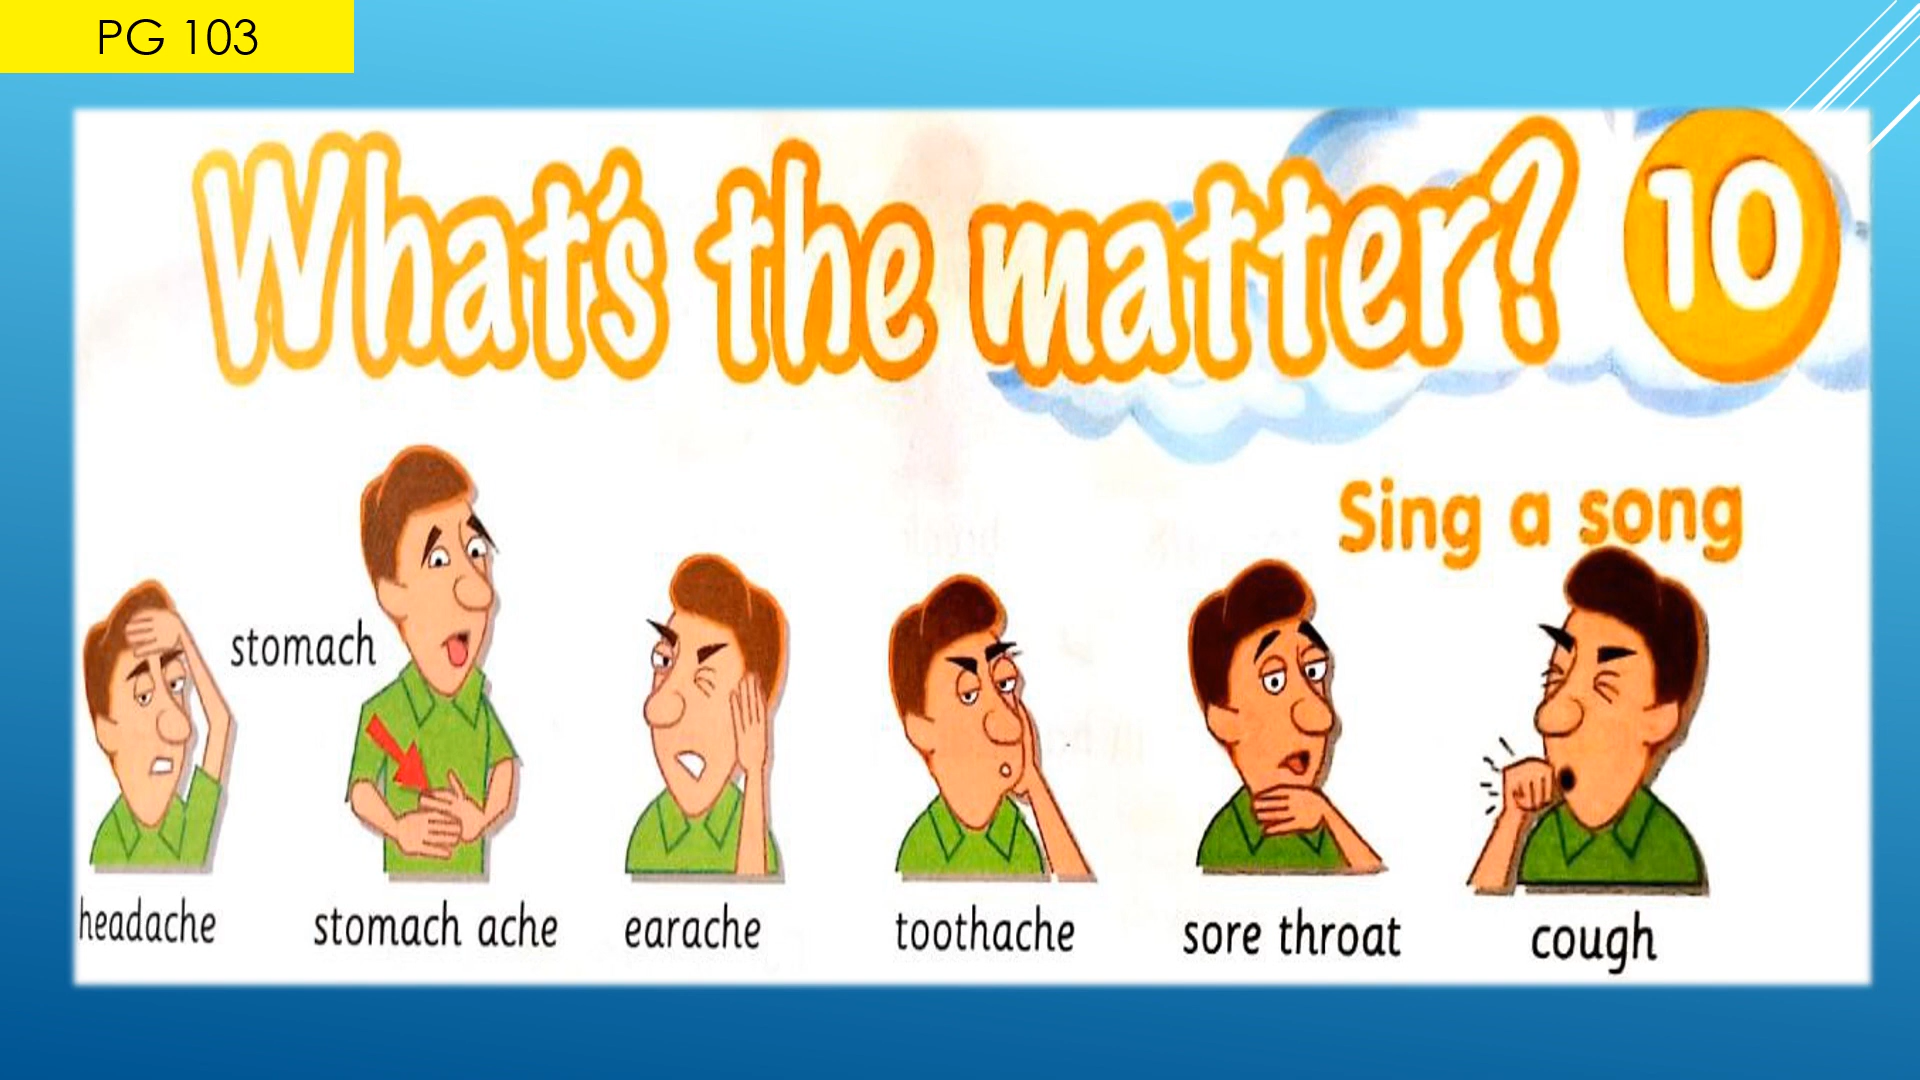 PG 103
What's the matter? 10
Sing a song
stomach
headache
stomach ache
earache
toothache
sore throat
cough